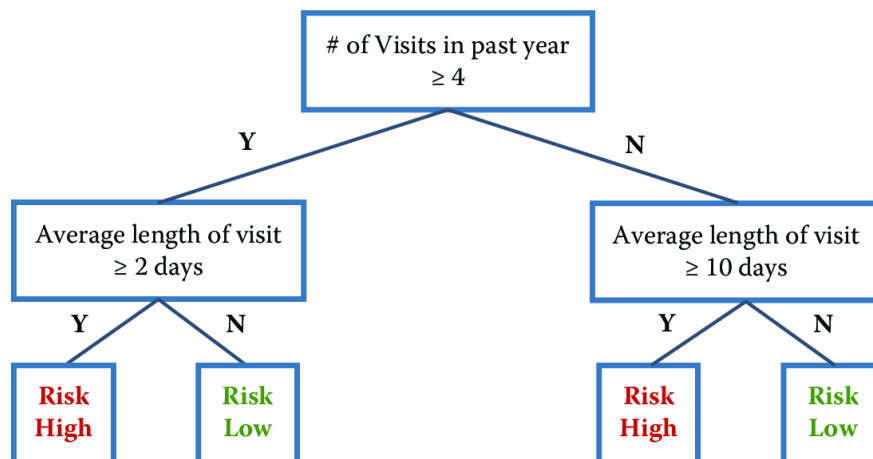 # of Visits in past year
≥ 4
Y
N
Average length of visit
≥ 2 days
Average length of visit
≥ 10 days
Y
N
Y
N
Risk
High
Risk
Low
Risk
High
Risk
Low